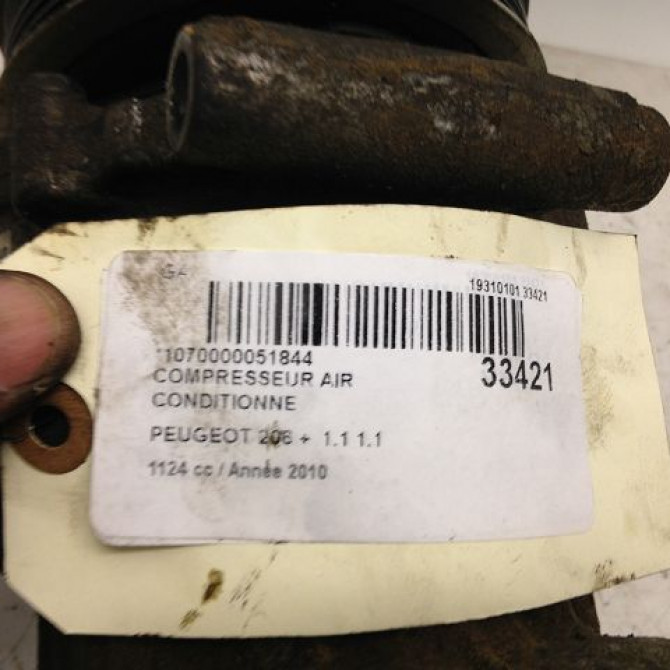 19310101 33421
1070000051844
33421
COMPRESSEUR AIR
CONDITIONNE
PEUGEOT 206 + 1.1 1.1
1124 cc / Année 2010